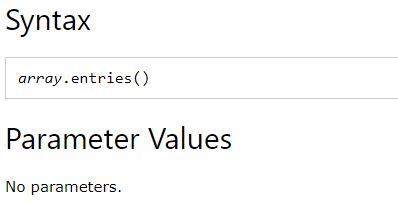 Syntax
array.entries()
Parameter Values
No parameters.